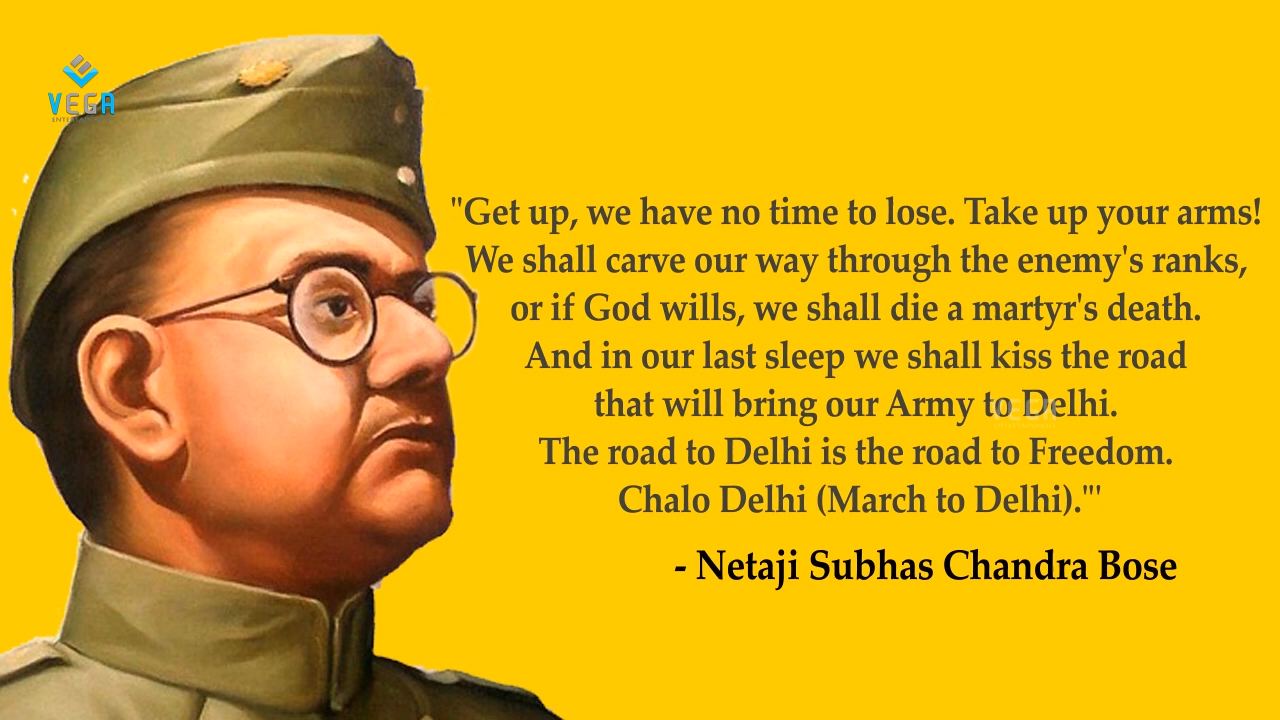 VEGA
"Get up, we have no time to lose. Take up your arms!
We shall carve our way through the enemy's ranks,
or if God wills, we shall die a martyr's death.
And in our last sleep we shall kiss the road
that will bring our Army to Delhi.
The road to Delhi is the road to Freedom.
Chalo Delhi (March to Delhi)."'
- Netaji Subhas Chandra Bose